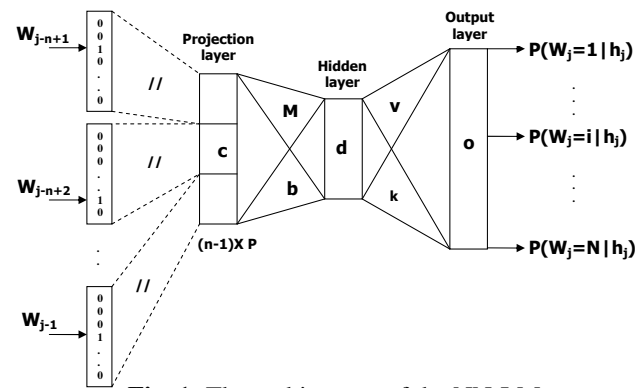 W_{j-n+1}
0
0
1
0
.
.
0
//
Projection
layer
Hidden
layer
Output
layer
W_{j-n+2}
0
0
0
.
.
1
0
//
c
M
b
d
v
k
o
P(W_j=1|h_j)
.
.
.
P(W_j=i|h_j)
.
.
.
P(W_j=N|h_j)
(n-1)X P
.
.
W_{j-1}
0
0
0
1
.
.
0
//